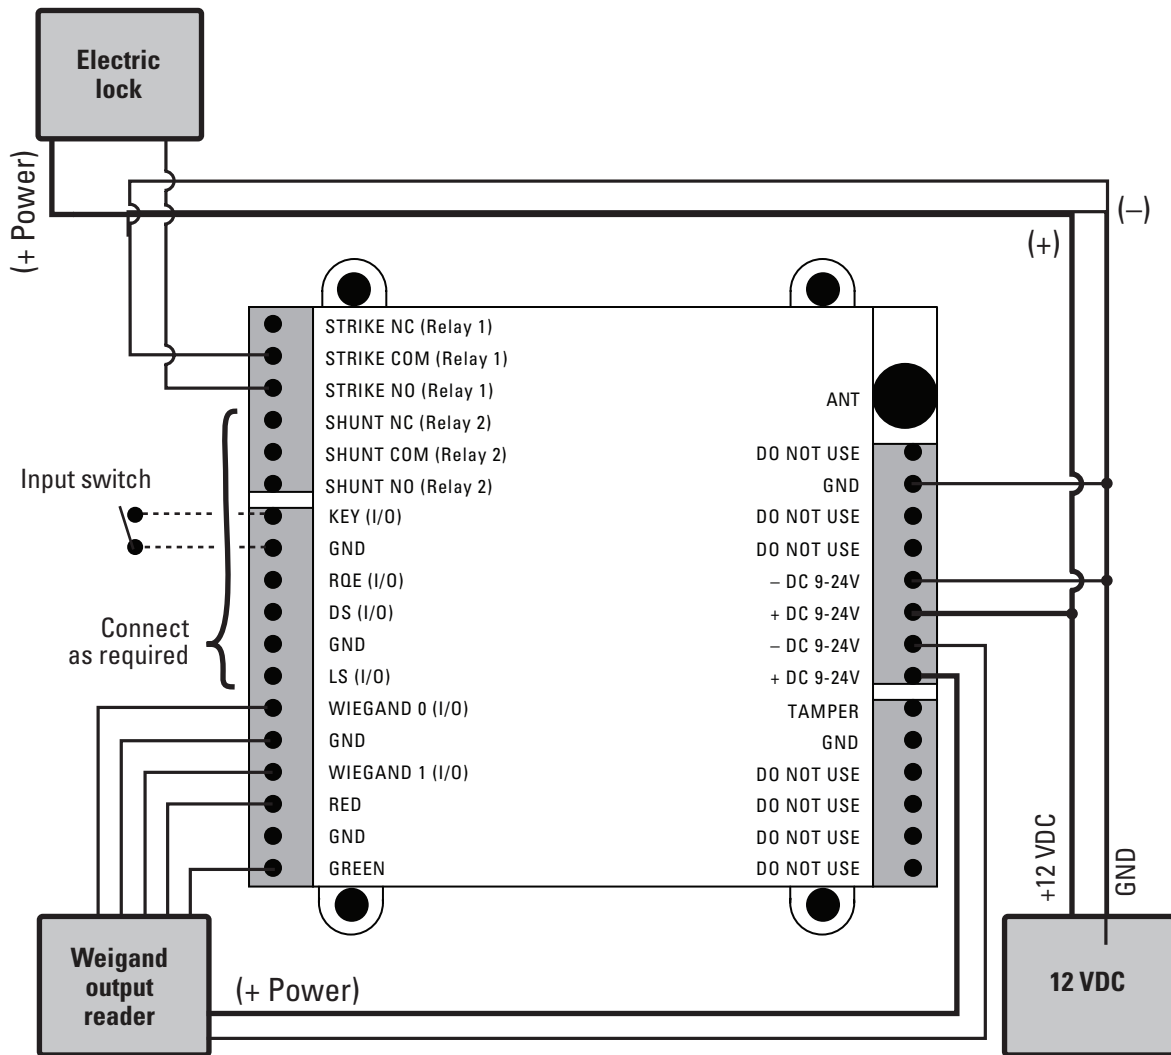 Electric
lock
(+ Power)
(–)
(+)
STRIKE NC (Relay 1)
STRIKE COM (Relay 1)
STRIKE NO (Relay 1)
SHUNT NC (Relay 2)
SHUNT COM (Relay 2)
SHUNT NO (Relay 2)
KEY (I/O)
GND
RQE (I/O)
DS (I/O)
GND
LS (I/O)
WIEGAND 0 (I/O)
GND
WIEGAND 1 (I/O)
RED
GND
GREEN
Input switch
Connect
as required
ANT
DO NOT USE
GND
DO NOT USE
DO NOT USE
– DC 9-24V
+ DC 9-24V
– DC 9-24V
+ DC 9-24V
TAMPER
GND
DO NOT USE
DO NOT USE
DO NOT USE
DO NOT USE
+12 VDC
GND
Weigand
output
reader
(+ Power)
12 VDC